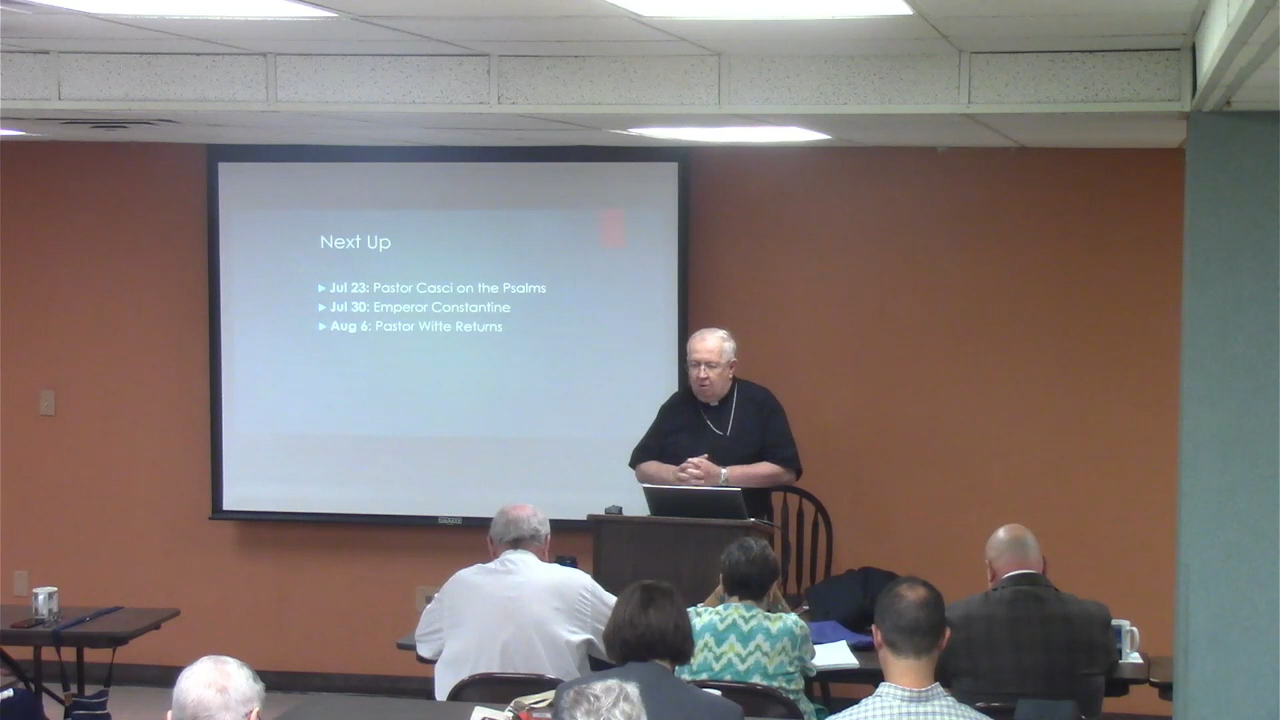 Next Up
Jul 23: Pastor Casci on the Psalms
Jul 30: Emperor Constantine
Aug 6: Pastor Witte Returns